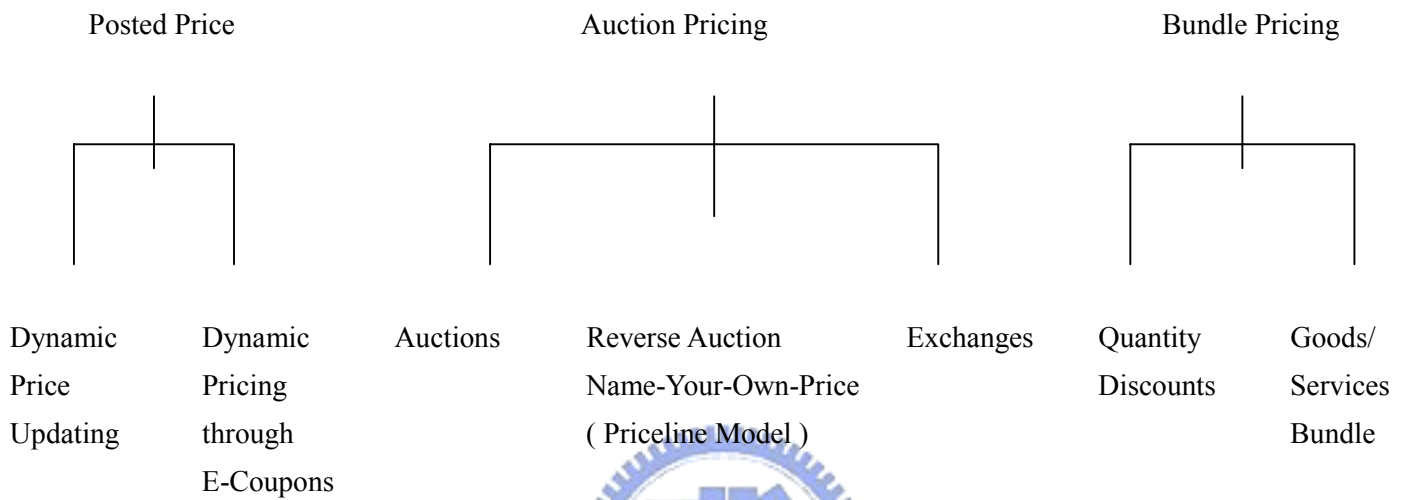 Posted Price Auction Pricing Bundle Pricing
Dynamic Dynamic Auctions Reverse Auction Exchanges Quantity Goods/
Price Pricing Name-Your-Own-Price Discounts Services
Updating through ( Priceline Model ) Bundle
E-Coupons